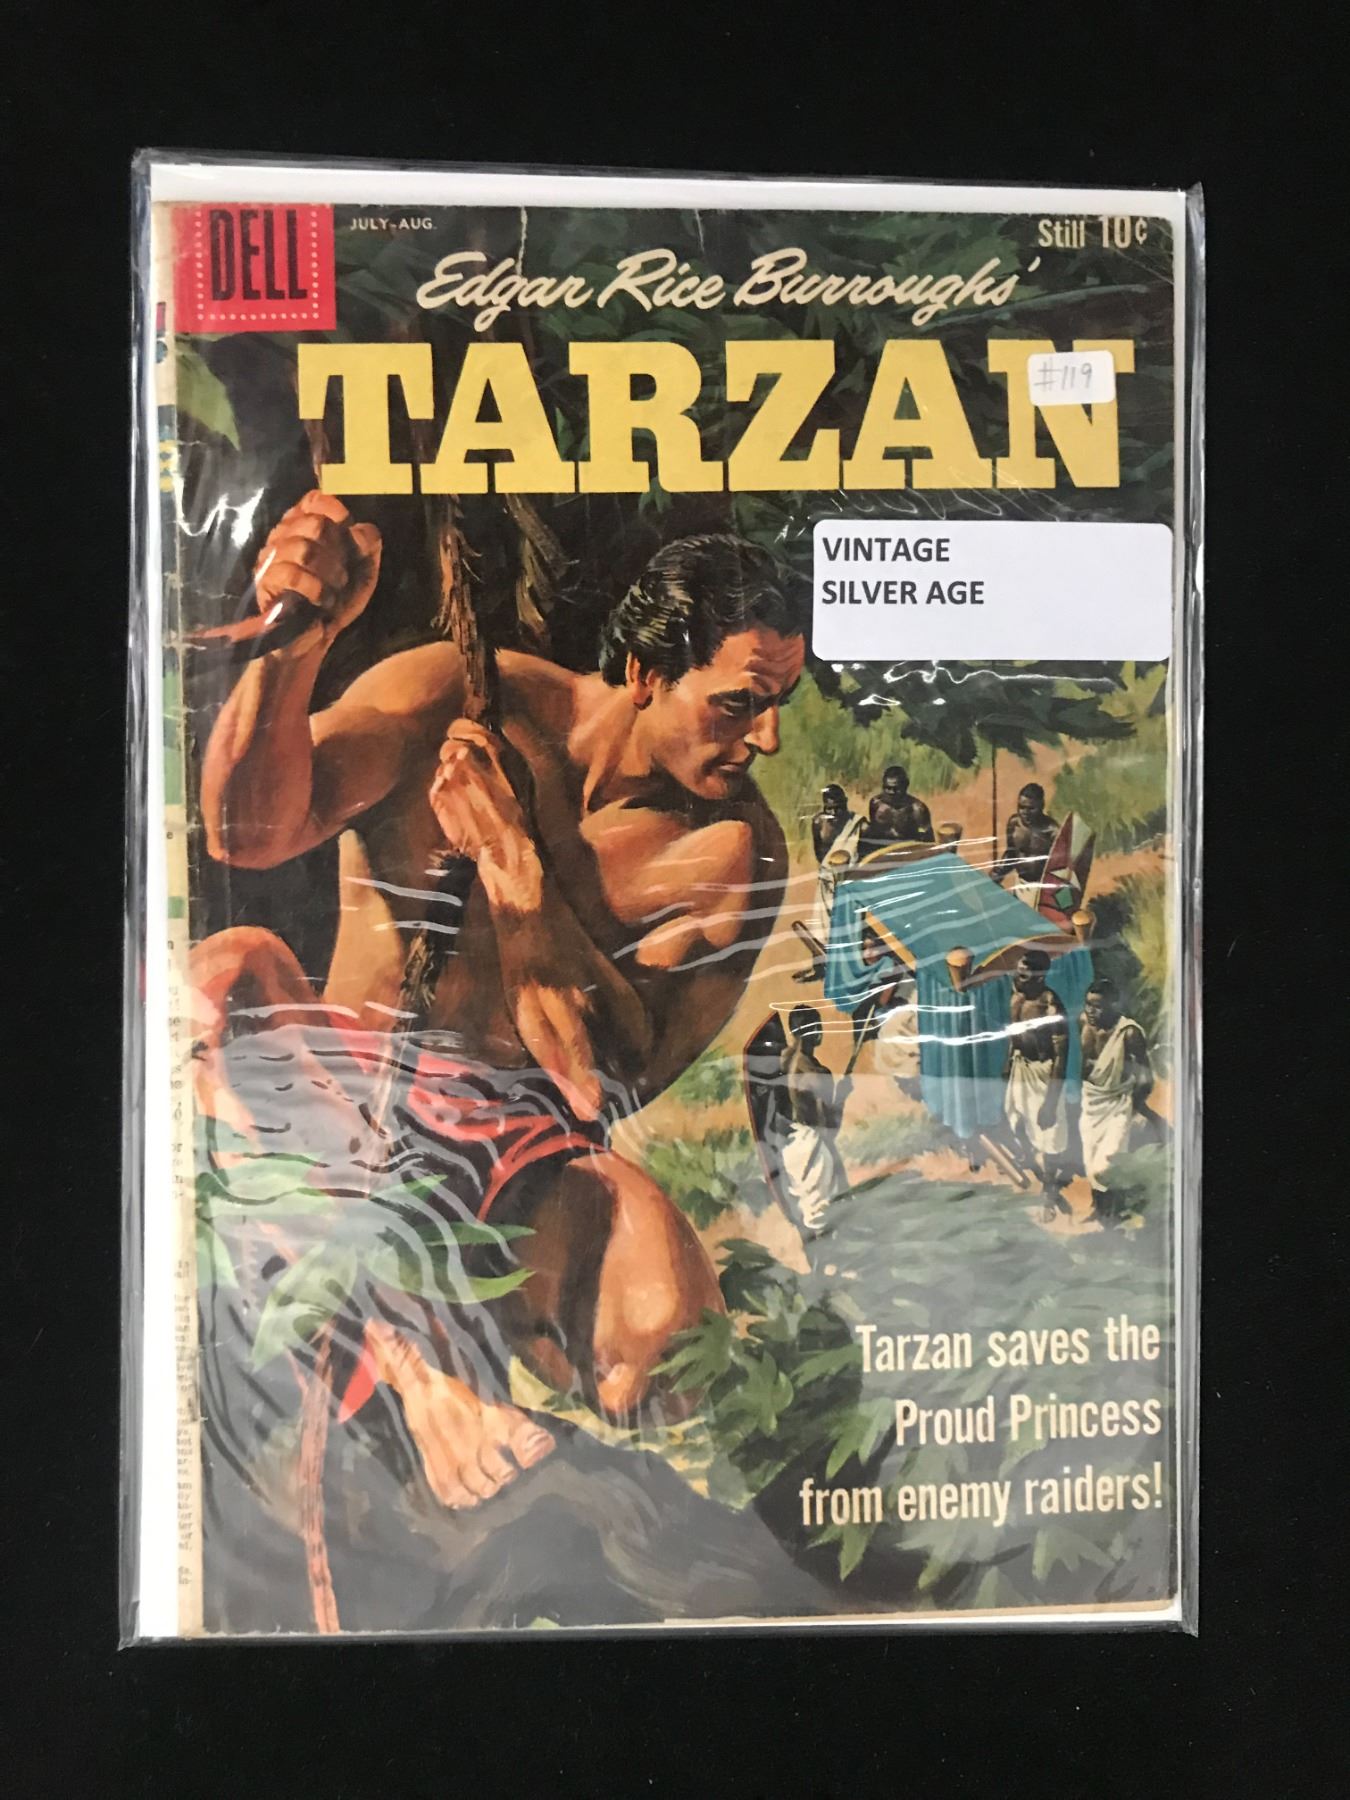 DELL
JULY-AUG.
Still 10¢
Edgar Rice Burroughs'
TARZAN
#119
VINTAGE
SILVER AGE
Tarzan saves the
Proud Princess
from enemy raiders!